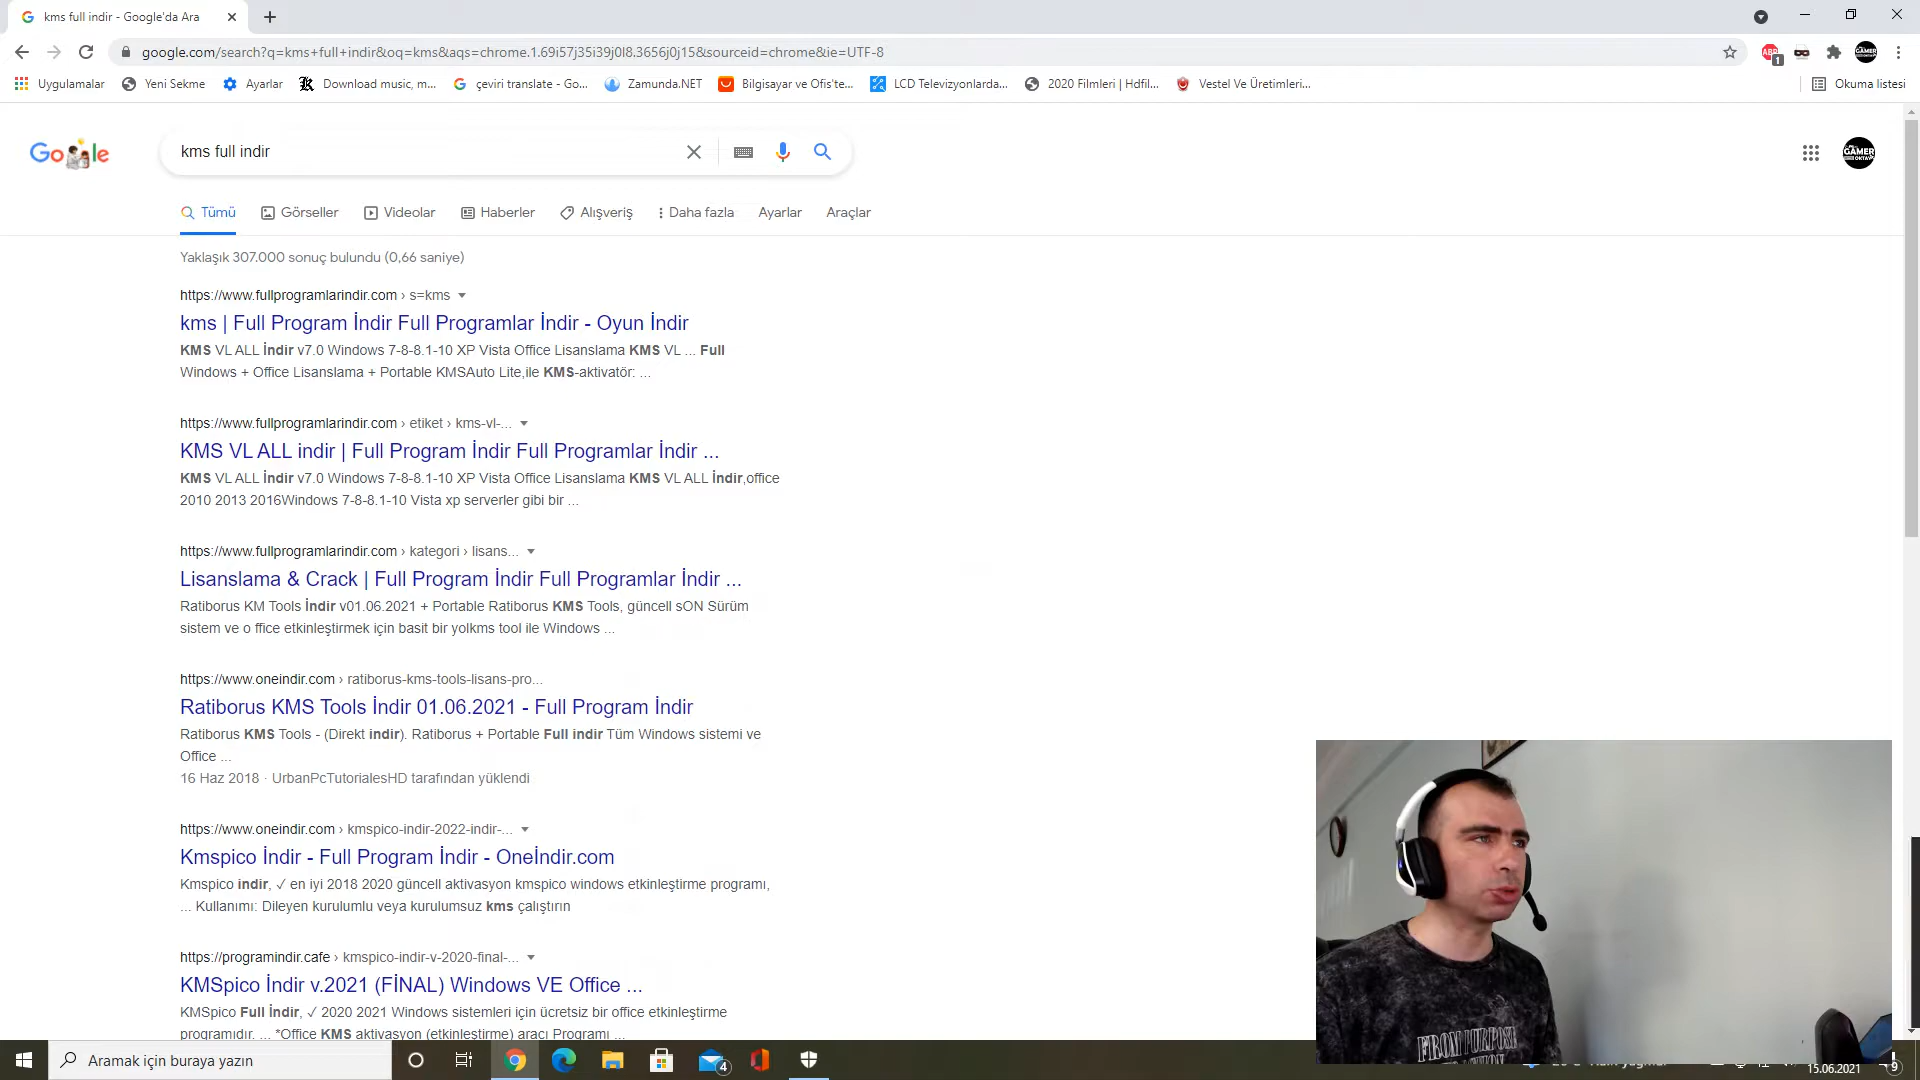 kms full indir - Google'da Ara
google.com/search?q=kms+full+indir&oq=kms&aqs=chrome.1.69i57j35i39j0l8.3656j0j15&sourceid=chrome&ie=UTF-8
ABP
1
GAMER
Uygulamalar
Yeni Sekme
Ayarlar
Download music, m...
çeviri translate - Go...
Zamunda.NET
Bilgisayar ve Ofis'te...
LCD Televizyonlarda...
2020 Filmleri | Hdfil...
Vestel Ve Üretimleri...
Okuma listesi
Google
kms full indir
GAMER
OKTAY
Tümü
Görseller
Videolar
Haberler
Alışveriş
Daha fazla
Ayarlar
Araçlar
Yaklaşık 307.000 sonuç bulundu (0,66 saniye)
https://www.fullprogramlarindir.com › s=kms
kms | Full Program İndir Full Programlar İndir - Oyun İndir
KMS VL ALL İndir v7.0 Windows 7-8-8.1-10 XP Vista Office Lisanslama KMS VL ... Full
Windows + Office Lisanslama + Portable KMSAuto Lite,ile KMS-aktivatör: ...
https://www.fullprogramlarindir.com › etiket › kms-vl-...
KMS VL ALL indir | Full Program İndir Full Programlar İndir ...
KMS VL ALL İndir v7.0 Windows 7-8-8.1-10 XP Vista Office Lisanslama KMS VL ALL İndir,office
2010 2013 2016Windows 7-8-8.1-10 Vista xp serverler gibi bir ...
https://www.fullprogramlarindir.com › kategori › lisans...
Lisanslama & Crack | Full Program İndir Full Programlar İndir ...
Ratiborus KM Tools İndir v01.06.2021 + Portable Ratiborus KMS Tools, güncell sON Sürüm
sistem ve o ffice etkinleştirmek için basit bir yolkms tool ile Windows ...
https://www.oneindir.com › ratiborus-kms-tools-lisans-pro...
Ratiborus KMS Tools İndir 01.06.2021 - Full Program İndir
Ratiborus KMS Tools - (Direkt indir). Ratiborus + Portable Full indir Tüm Windows sistemi ve
Office ...
16 Haz 2018 · UrbanPcTutorialesHD tarafından yüklendi
https://www.oneindir.com › kmspico-indir-2022-indir-...
Kmspico İndir - Full Program İndir - Oneİndir.com
Kmspico indir, ✓ en iyi 2018 2020 güncell aktivasyon kmspico windows etkinleştirme programı,
... Kullanımı: Dileyen kurulumlu veya kurulumsuz kms çalıştırın
https://programindir.cafe › kmspico-indir-v-2020-final-...
KMSpico İndir v.2021 (FİNAL) Windows VE Office ...
KMSpico Full İndir, ✓ 2020 2021 Windows sistemleri için ücretsiz bir office etkinleştirme
programıdır. ... *Office KMS aktivasyon (etkinleştirme) aracı Programı ...
FROM PURPOSE
Aramak için buraya yazın
4
15.06.2021
9